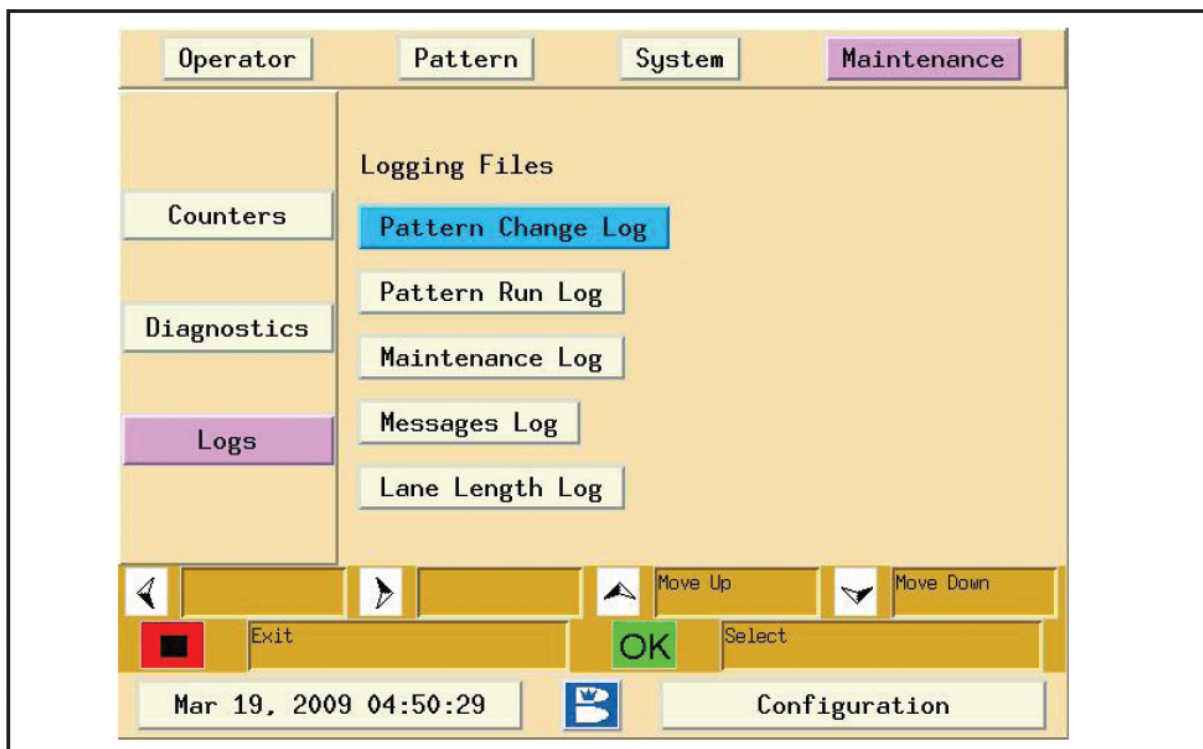 Operator Pattern System Maintenance
Logging Files
Counters
Pattern Change Log
Pattern Run Log
Diagnostics
Maintenance Log
Messages Log
Logs
Lane Length Log
Move Up Move Down
Exit OK Select
Mar 19, 2009 04:50:29 Configuration